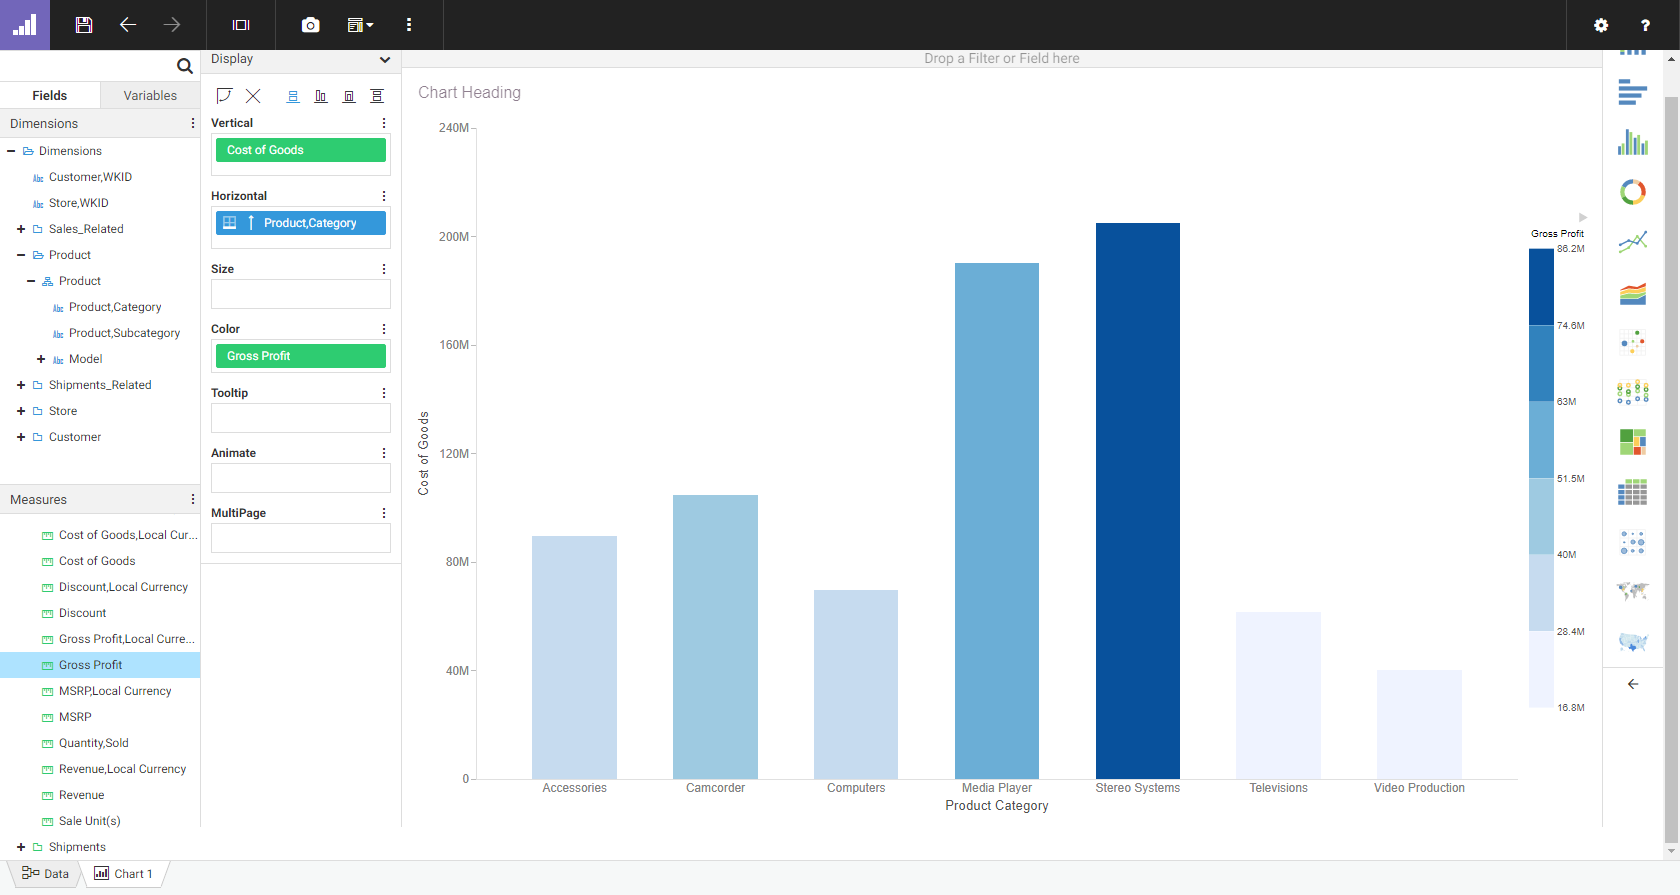 ?
Display
Fields
Variables
Dimensions
Dimensions
Abc Customer,WKID
Abc Store,WKID
Sales_Related
Product
Product
Abc Product,Category
Abc Product,Subcategory
Abc Model
Shipments_Related
Store
Customer
Measures
Cost of Goods,Local Cur...
Cost of Goods
Discount,Local Currency
Discount
Gross Profit,Local Curre...
Gross Profit
MSRP,Local Currency
MSRP
Quantity,Sold
Revenue,Local Currency
Revenue
Sale Unit(s)
Shipments
Vertical
Cost of Goods
Horizontal
Product,Category
Size
Color
Gross Profit
Tooltip
Animate
MultiPage
Drop a Filter or Field here
Chart Heading
240M
200M
160M
120M
80M
40M
0
Cost of Goods
Accessories
Camcorder
Computers
Media Player
Stereo Systems
Televisions
Video Production
Product Category
Gross Profit
86.2M
74.6M
63M
51.5M
40M
28.4M
16.8M
Data
Chart 1